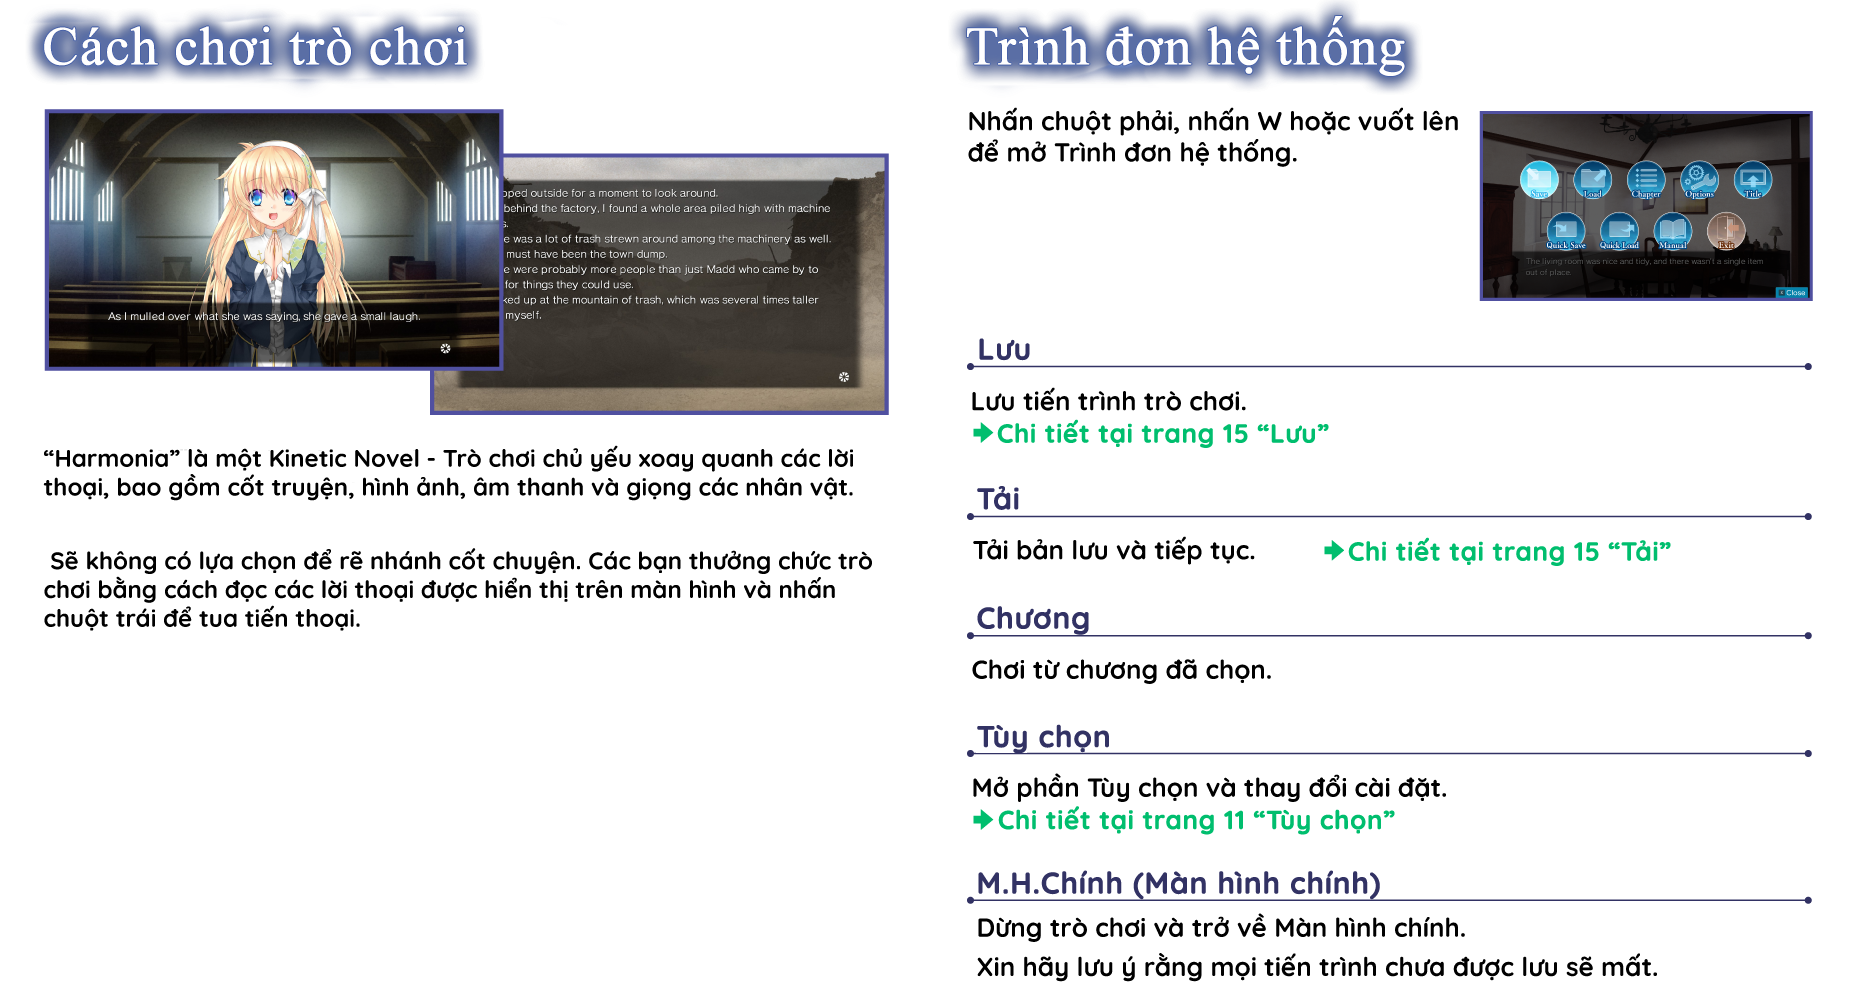 Cách chơi trò chơi
As I mulled over what she was saying, she gave a small laugh.
pped outside for a moment to look around.
behind the factory, I found a whole area piled high with machine
s.
e was a lot of trash strewn around among the machinery as well.
must have been the town dump.
e were probably more people than just Madd who came by to
for things they could use.
ked up at the mountain of trash, which was several times taller
myself.
“Harmonia” là một Kinetic Novel - Trò chơi chủ yếu xoay quanh các lời
thoại, bao gồm cốt truyện, hình ảnh, âm thanh và giọng các nhân vật.
Sẽ không có lựa chọn để rẽ nhánh cốt chuyện. Các bạn thưởng chức trò
chơi bằng cách đọc các lời thoại được hiển thị trên màn hình và nhấn
chuột trái để tua tiến thoại.
Trình đơn hệ thống
Nhấn chuột phải, nhấn W hoặc vuốt lên
để mở Trình đơn hệ thống.
Save Load Chapter Options Title
Quick Save Quick Load Manual Exit
The living room was nice and tidy, and there wasn't a single item
out of place
Close
Lưu
Lưu tiến trình trò chơi.
Chi tiết tại trang 15 “Lưu”
Tải
Tải bản lưu và tiếp tục. Chi tiết tại trang 15 “Tải”
Chương
Chơi từ chương đã chọn.
Tùy chọn
Mở phần Tùy chọn và thay đổi cài đặt.
Chi tiết tại trang 11 “Tùy chọn”
M.H.Chính (Màn hình chính)
Dừng trò chơi và trở về Màn hình chính.
Xin hãy lưu ý rằng mọi tiến trình chưa được lưu sẽ mất.